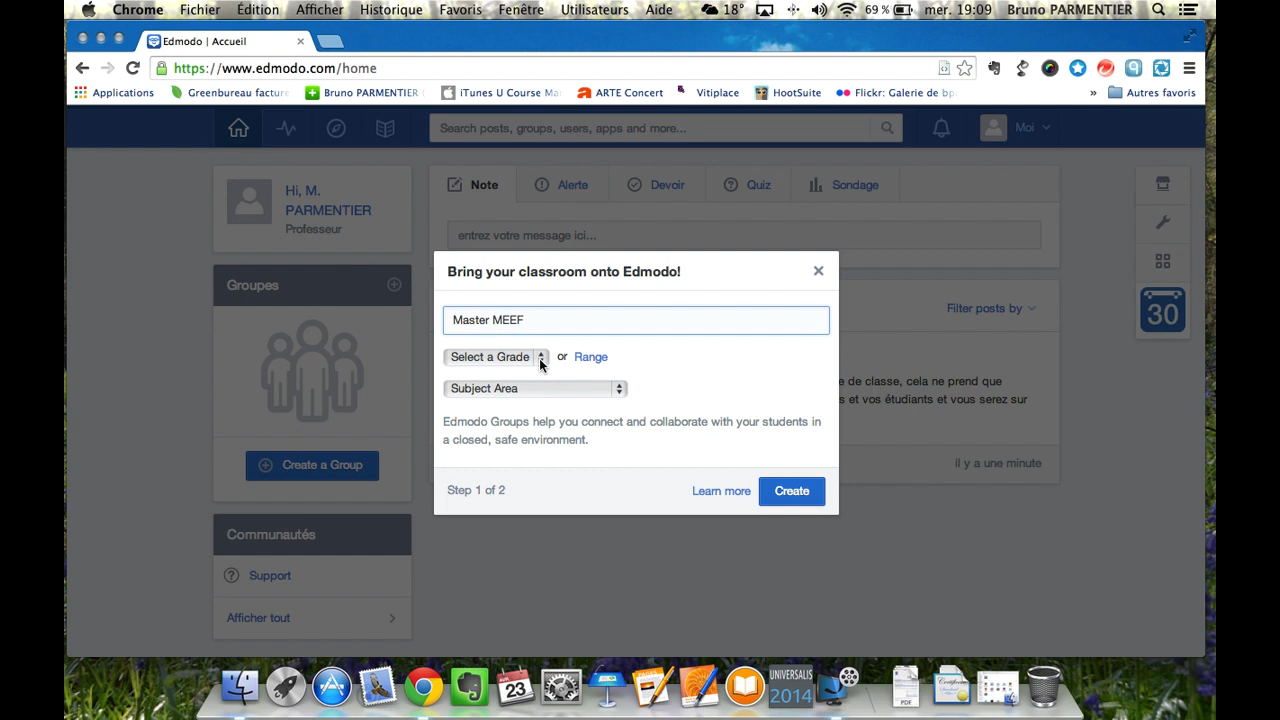 Chrome Fichier Édition Afficher Historique Favoris Fenêtre Utilisateurs Aide 18° 69 % mer. 19:09 Bruno PARMENTIER
Edmodo | Accueil
https://www.edmodo.com/home
Applications Greenbureau facture Bruno PARMENTIER iTunes U Course Ma ARTE Concert Vitiplace HootSuite Flickr: Galerie de bp » Autres favoris
Search posts, groups, users, apps and more... Moi
Hi, M.
PARMENTIER
Professeur
Note Alerte Devoir Quiz Sondage
entrez votre message ici...
Groupes
Create a Group
Communautés
Support
Afficher tout
Filter posts by
30
e de classe, cela ne prend que
s et vos étudiants et vous serez sur
il y a une minute
Bring your classroom onto Edmodo!
Master MEEF
Select a Grade or Range
Subject Area
Edmodo Groups help you connect and collaborate with your students in
a closed, safe environment.
Step 1 of 2 Learn more Create
23
UNIVERSALIS
2014
PDF